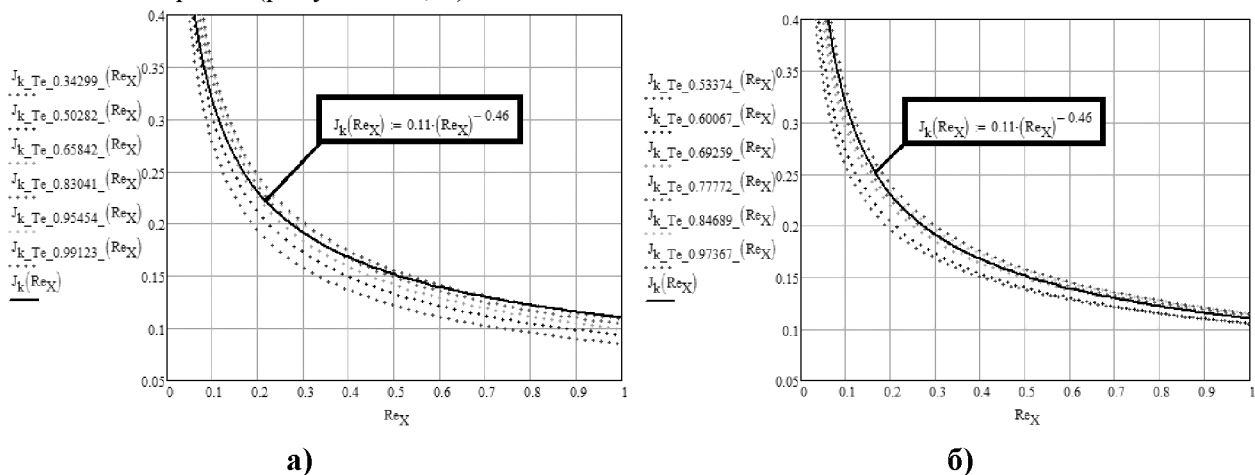 J_k_Te_0.34299_(Re_X)
J_k_Te_0.50282_(Re_X)
J_k_Te_0.65842_(Re_X)
J_k_Te_0.83041_(Re_X)
J_k_Te_0.95454_(Re_X)
J_k_Te_0.99123_(Re_X)
J_k(Re_X)
0.4
0.35
0.3
0.25
0.2
0.15
0.1
0.05
J_k(Re_X) := 0.11·(Re_X)^-0.46
0 0.1 0.2 0.3 0.4 0.5 0.6 0.7 0.8 0.9 1
Re_X
а)
J_k_Te_0.53374_(Re_X)
J_k_Te_0.60067_(Re_X)
J_k_Te_0.69259_(Re_X)
J_k_Te_0.77772_(Re_X)
J_k_Te_0.84689_(Re_X)
J_k_Te_0.97367_(Re_X)
J_k(Re_X)
0.4
0.35
0.3
0.25
0.2
0.15
0.1
0.05
J_k(Re_X) := 0.11·(Re_X)^-0.46
0 0.1 0.2 0.3 0.4 0.5 0.6 0.7 0.8 0.9 1
Re_X
б)